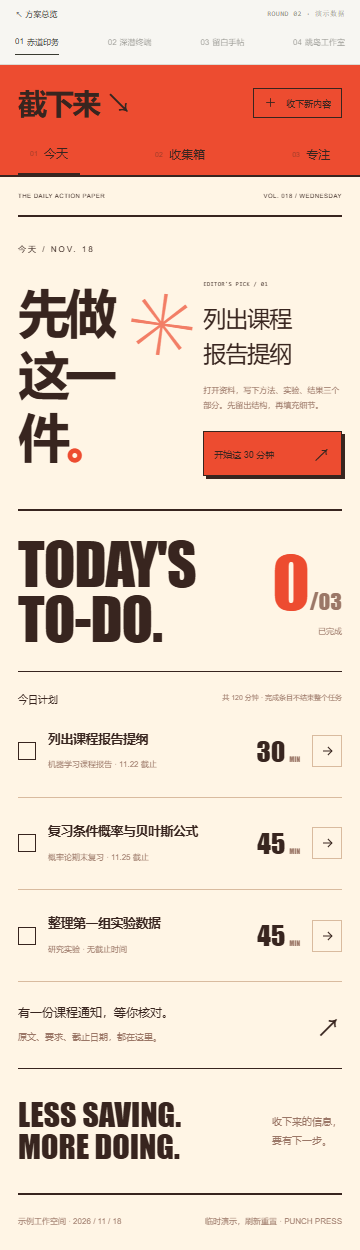 ↖ 方案总览
ROUND 02 · 演示数据
01 赤道印务
02 深潜终端
03 留白手帖
04 跳岛工作室
截下来 ↘
+ 收下新内容
01 今天
02 收集箱
03 专注
THE DAILY ACTION PAPER
VOL. 018 / WEDNESDAY
今天 / NOV. 18
先做
这一
件。
EDITOR'S PICK / 01
列出课程
报告提纲
打开资料，写下方法、实验、结果三个
部分。先留出结构，再填充细节。
开始这 30 分钟 ↗
TODAY'S
TO-DO.
0/03
已完成
今日计划
共 120 分钟 · 完成条目不结束整个任务
列出课程报告提纲
机器学习课程报告 · 11.22 截止
30 MIN →
复习条件概率与贝叶斯公式
概率论期末复习 · 11.25 截止
45 MIN →
整理第一组实验数据
研究实验 · 无截止时间
45 MIN →
有一份课程通知，等你核对。
原文、要求、截止日期，都在这里。
↗
LESS SAVING.
MORE DOING.
收下来的信息，
要有下一步。
示例工作空间 · 2026 / 11 / 18
临时演示，刷新重置 · PUNCH PRESS